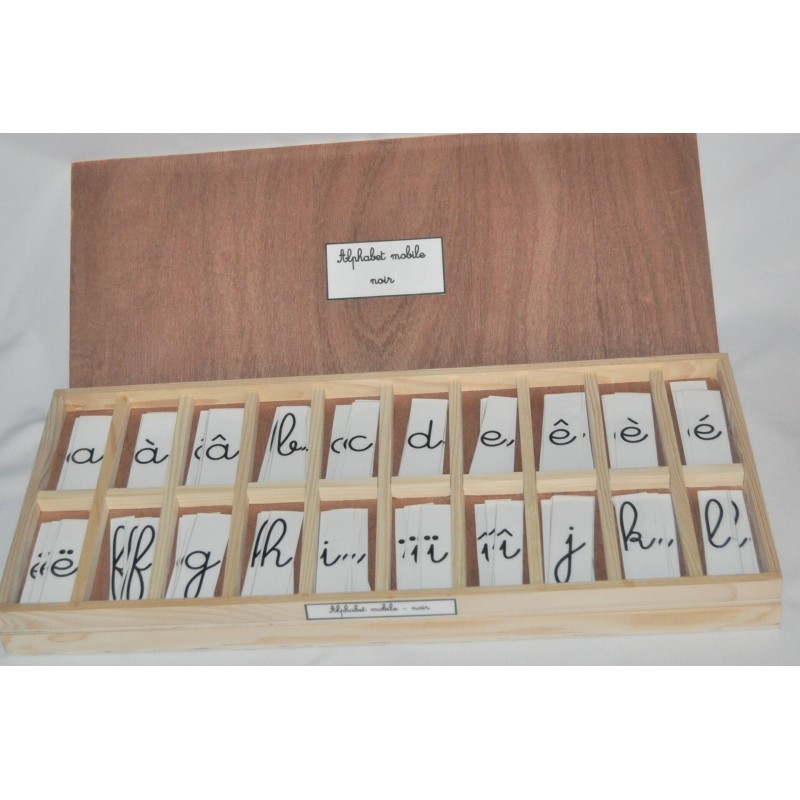 Alphabet mobile
noir
a à â b c d e ê è é
ë f g h i ï î j k l
Alphabet mobile - noir